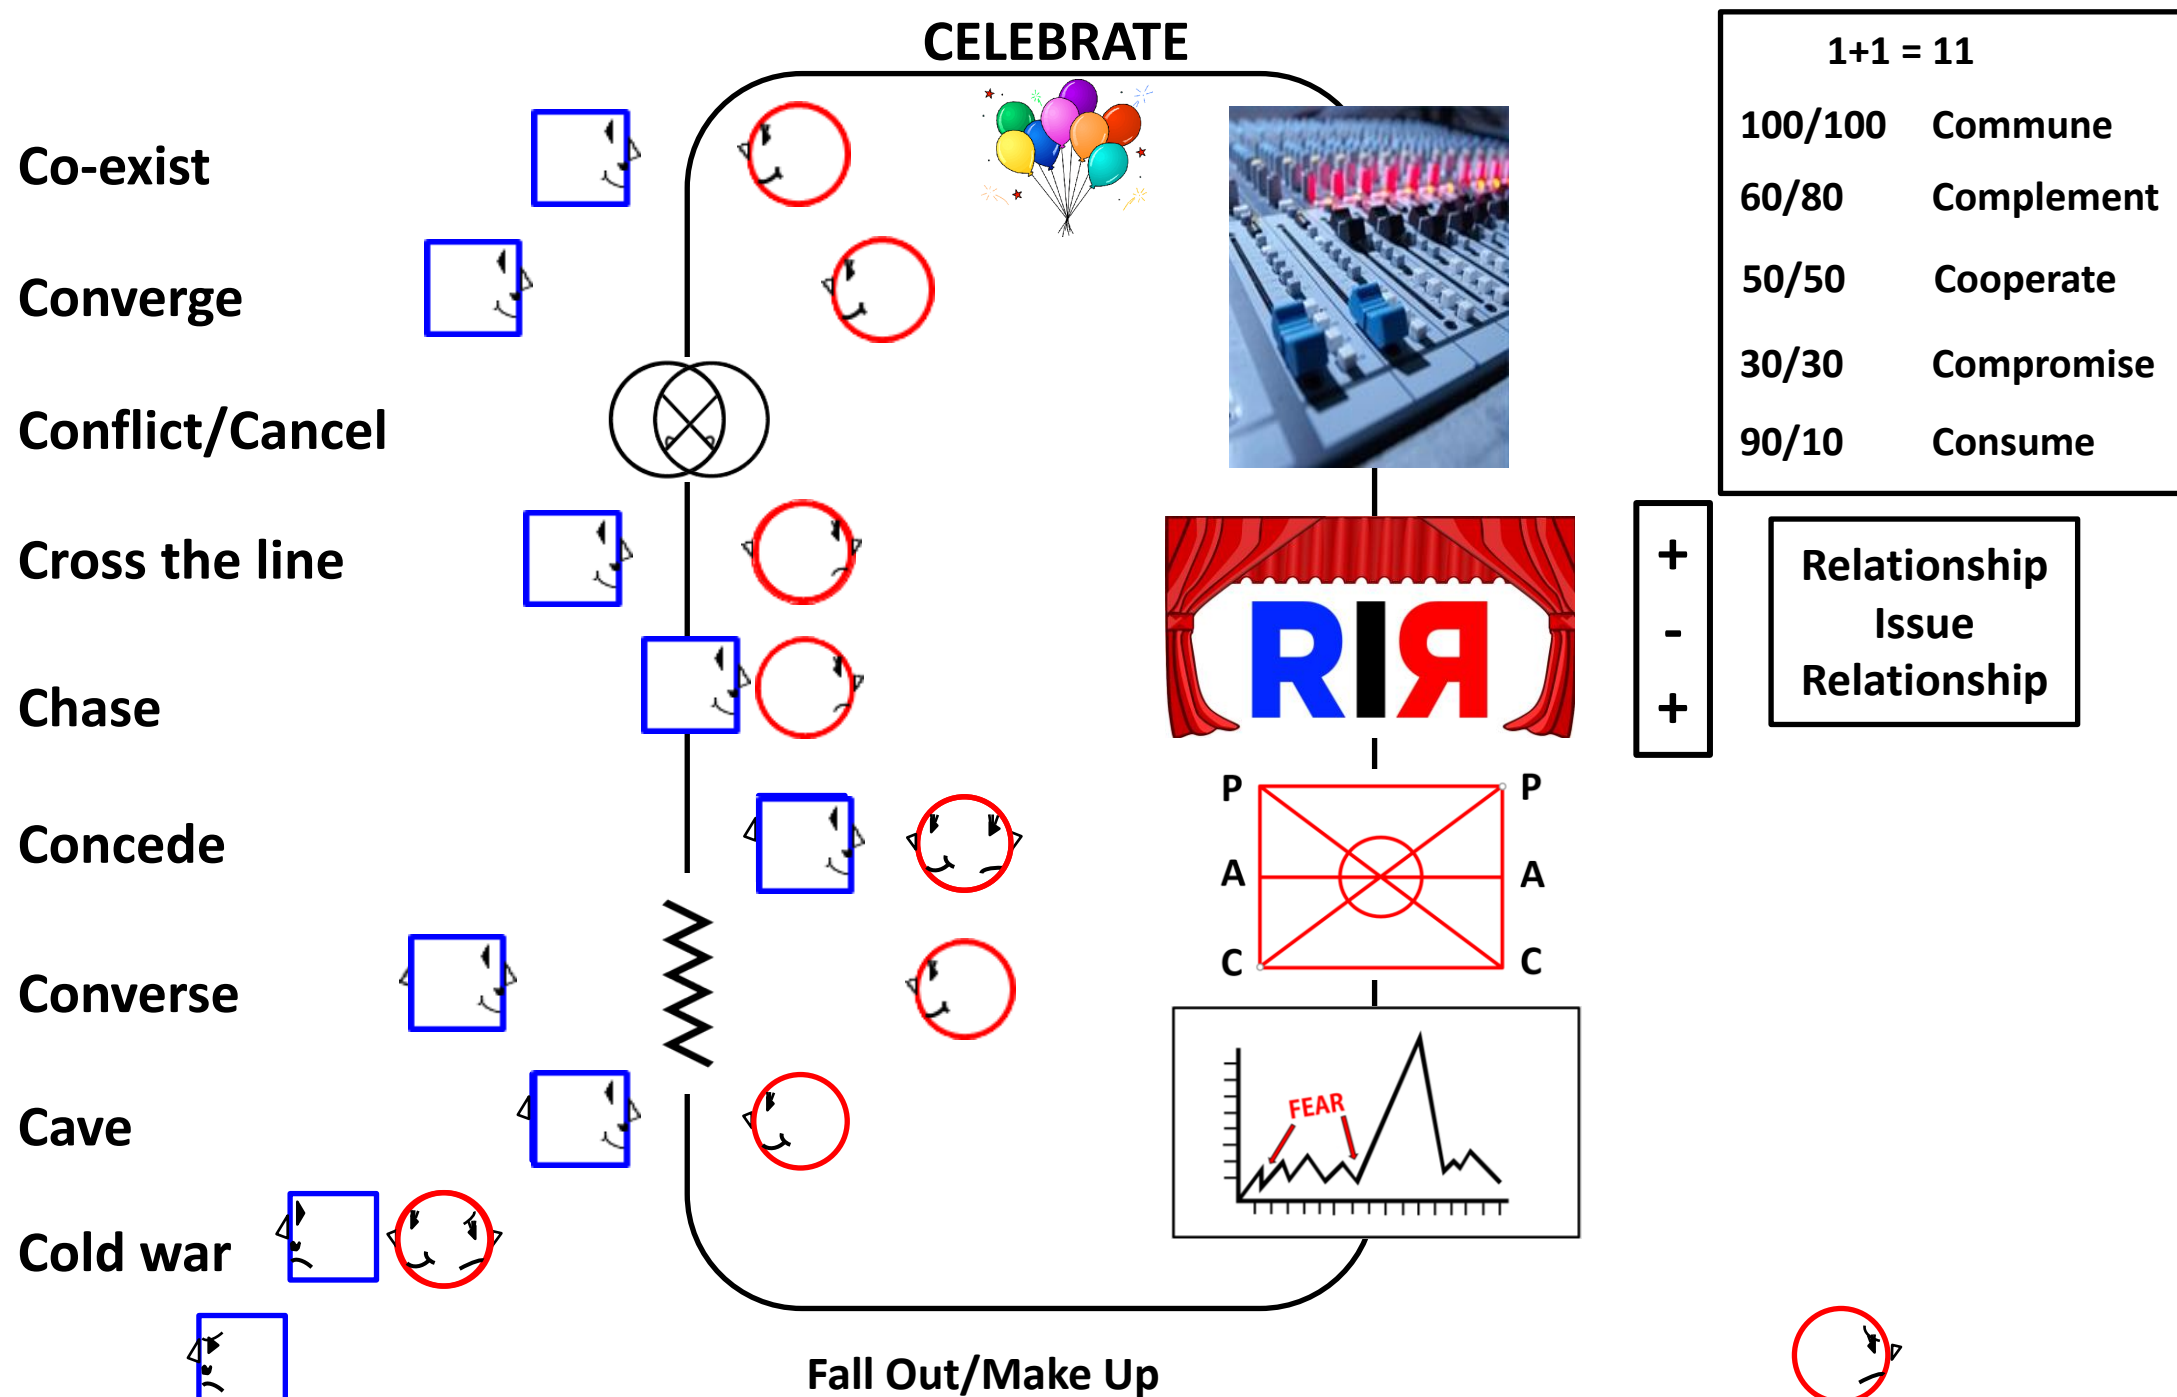 CELEBRATE
Co-exist
Converge
Conflict/Cancel
Cross the line
Chase
Concede
Converse
Cave
Cold war
Fall Out/Make Up
1+1 = 11
100/100 Commune
60/80 Complement
50/50 Cooperate
30/30 Compromise
90/10 Consume
RIЯ
+
-
+
Relationship
Issue
Relationship
P P
A A
C C
FEAR